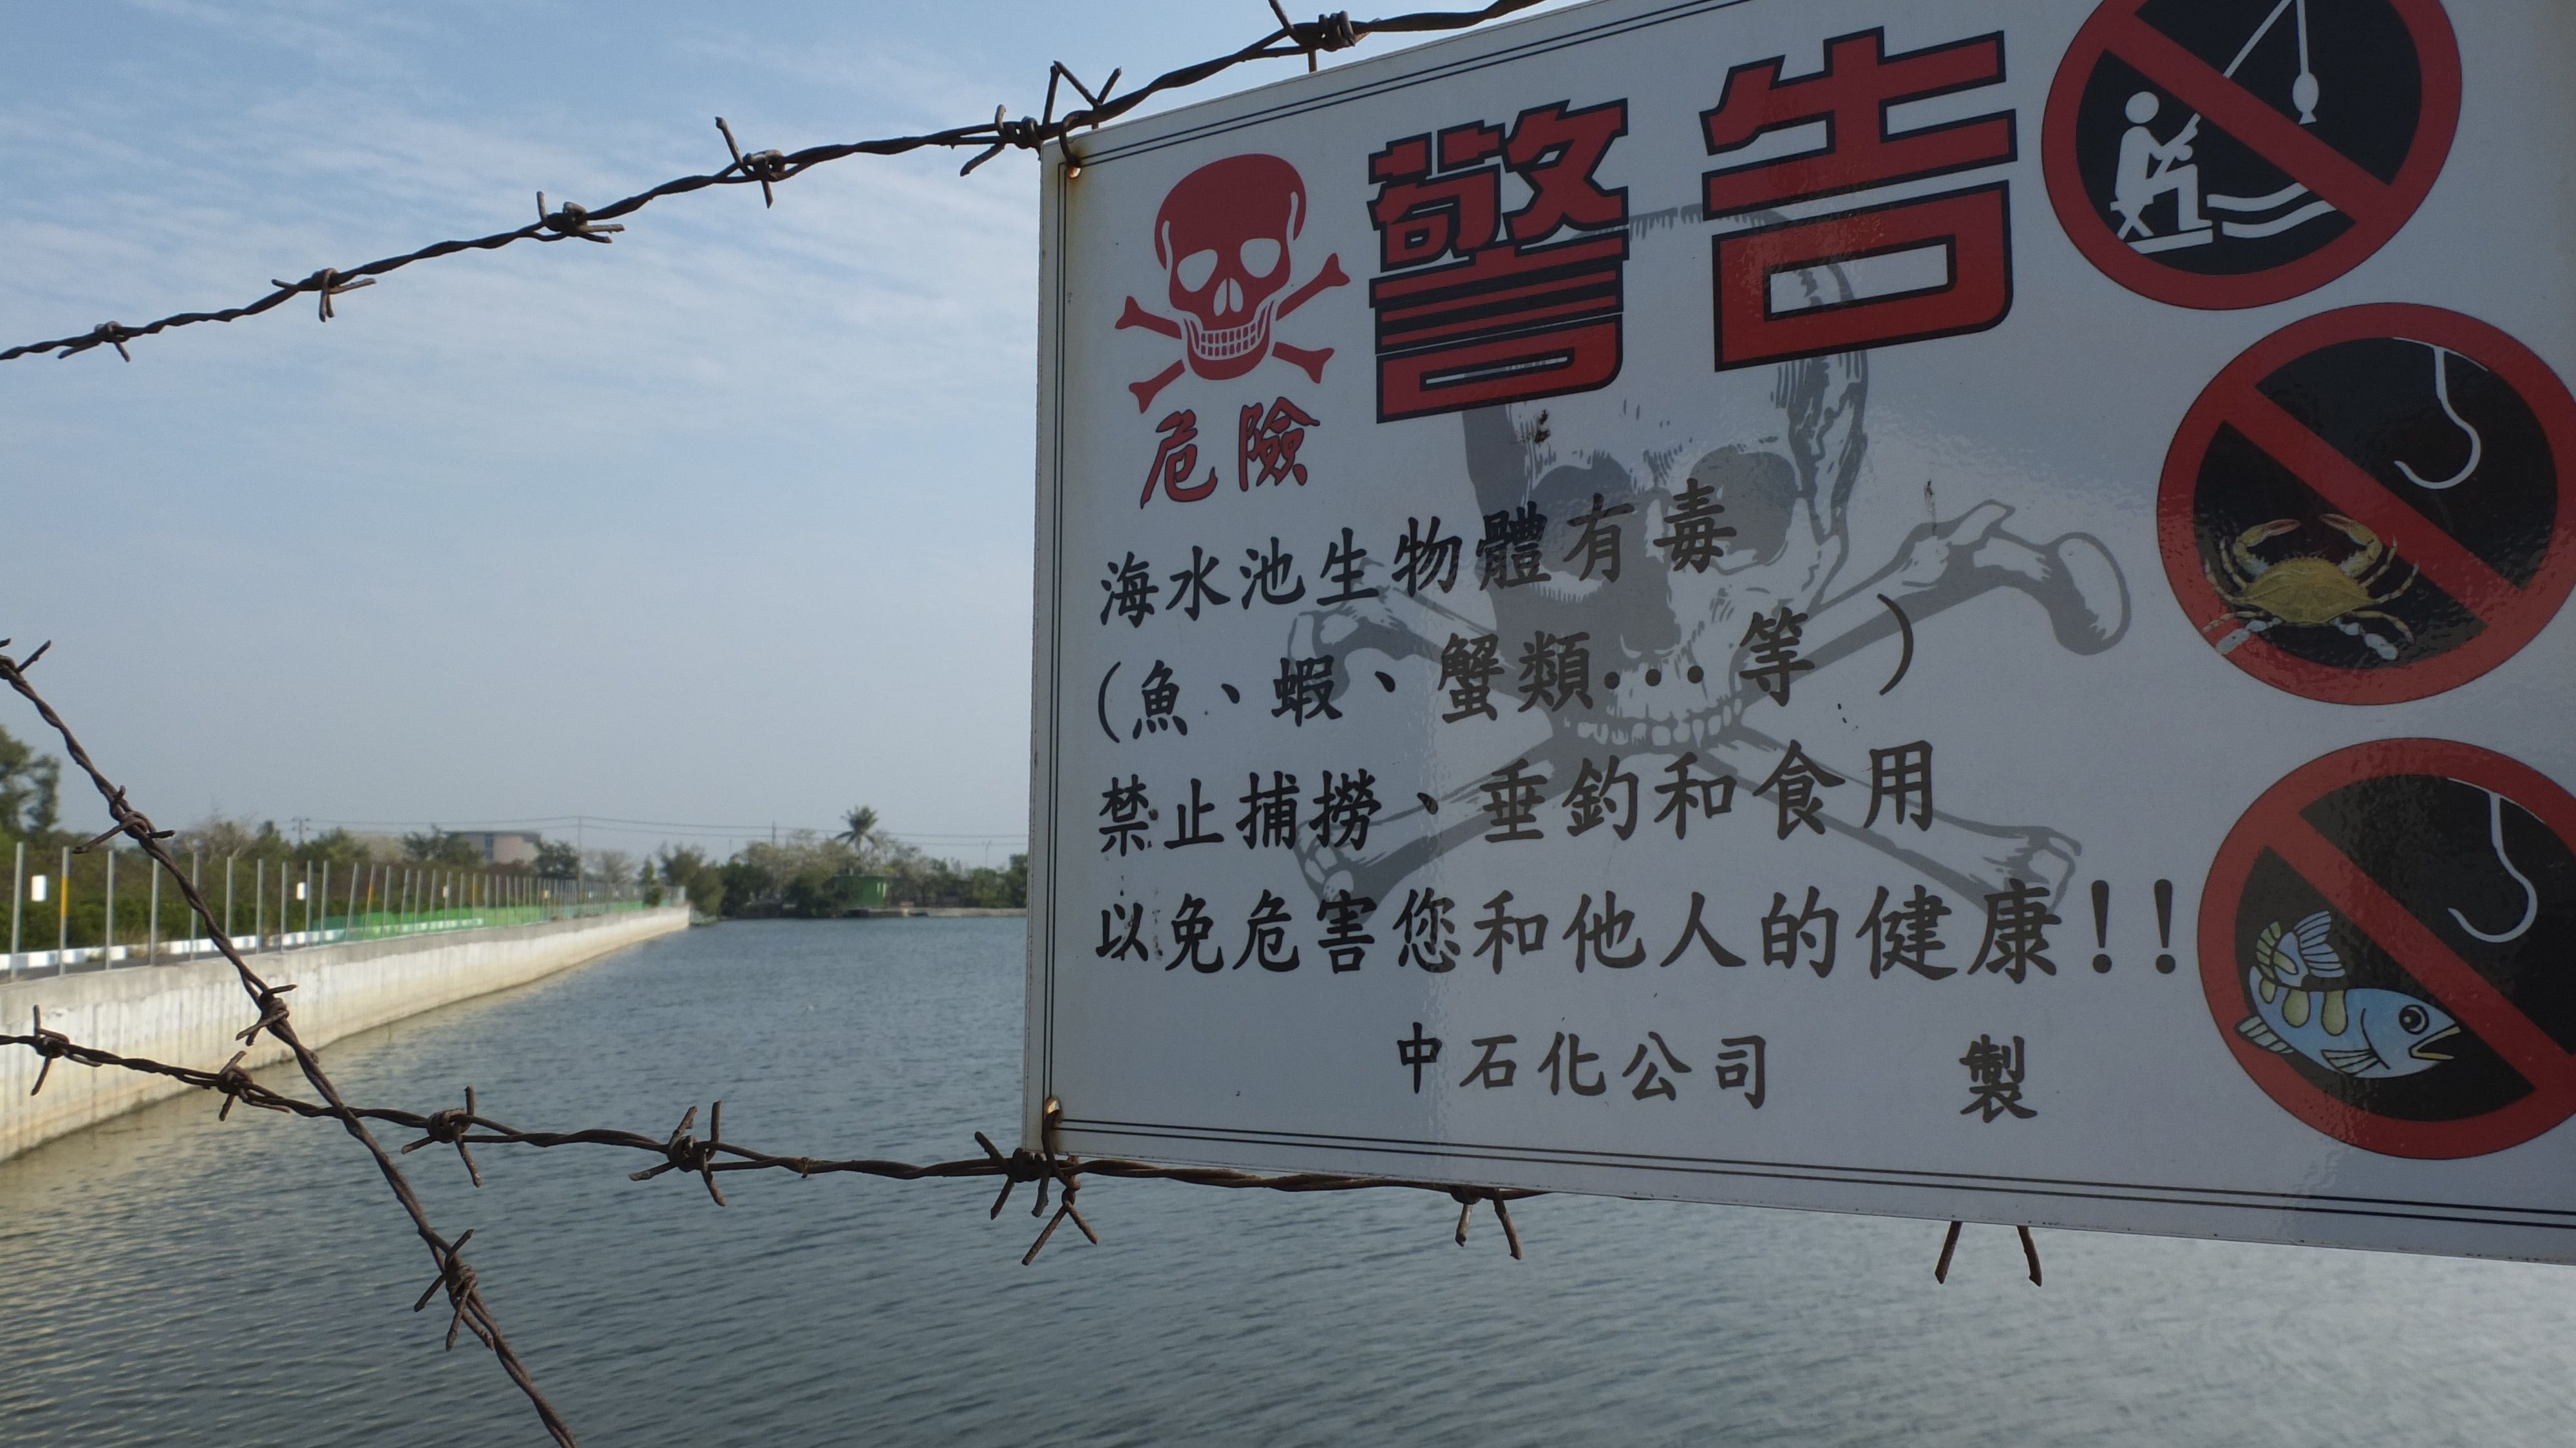 警告
危險
海水池生物體有毒
(魚、蝦、蟹類...等 )
禁止捕撈、垂釣和食用
以免危害您和他人的健康!!
中石化公司 製